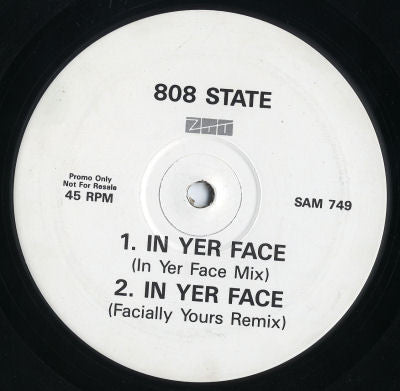 808 STATE
ZTT
Promo Only
Not For Resale
45 RPM
SAM 749
1. IN YER FACE
(In Yer Face Mix)
2. IN YER FACE
(Facially Yours Remix)